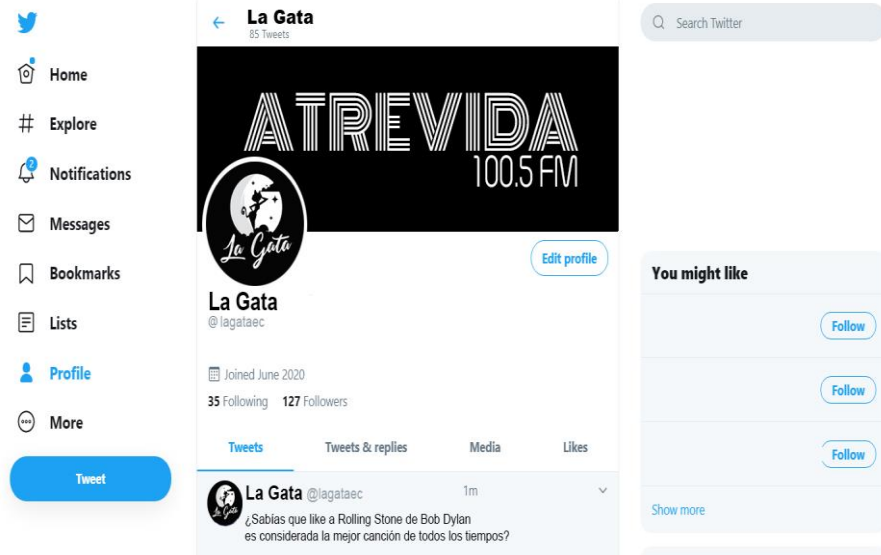 La Gata
85 Tweets
Search Twitter
Home
Explore
2
Notifications
Messages
Bookmarks
Lists
Profile
More
Tweet
ATREVIDA
100.5 FM
La Gata
Edit profile
La Gata
@lagataec
Joined June 2020
35 Following 127 Followers
Tweets Tweets & replies Media Likes
La Gata
La Gata @lagataec 1m
¿Sabías que like a Rolling Stone de Bob Dylan
es considerada la mejor canción de todos los tiempos?
You might like
Follow
Follow
Follow
Show more